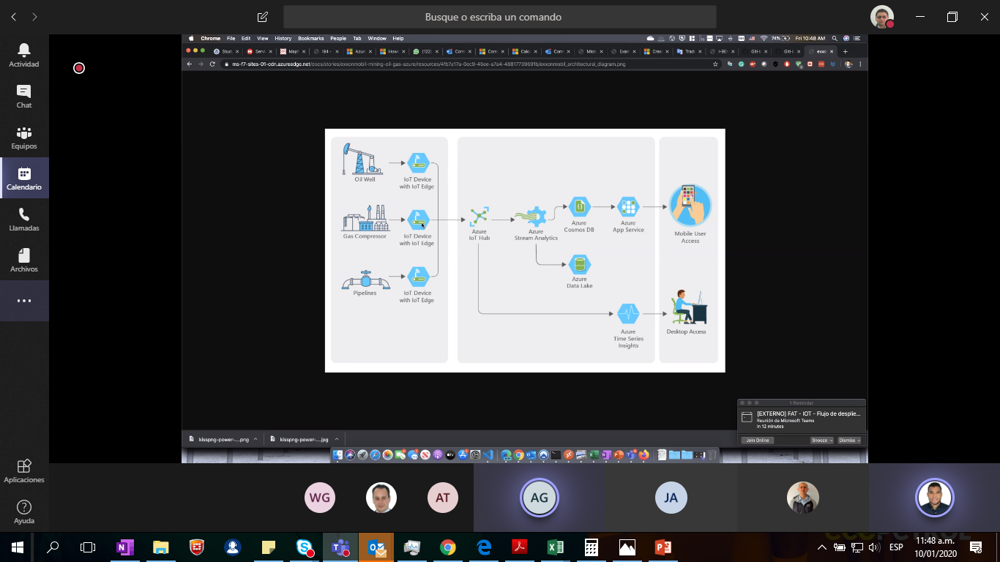 Busque o escriba un comando
Actividad
Chat
Equipos
Calendario
Llamadas
Archivos
Aplicaciones
Ayuda
Chrome File Edit View History Bookmarks People Tab Window Help
74%
Fri 10:48 AM
ms-f7-sites-01-cdn.azureedge.net/docs/stories/exxonmobil-mining-oil-gas-azure/resources/4fb7e17a-0ec9-45ee-a7a4-48817739591b/exxonmobil_architectural_diagram.png
Oil Well
IoT Device
with IoT Edge
Gas Compressor
IoT Device
with IoT Edge
Pipelines
IoT Device
with IoT Edge
Azure
IoT Hub
Azure
Stream Analytics
Azure
Cosmos DB
Azure
App Service
Azure
Data Lake
Azure
Time Series
Insights
Mobile User
Access
Desktop Access
1 Reminder
[EXTERNO] FAT - IOT - Flujo de desplie...
Reunión de Microsoft Teams
In 12 minutes
Join Online
Snooze
Dismiss
kisspng-power-....png
kisspng-power-....jpg
WG
AT
AG
JA
ESP
11:48 a.m.
10/01/2020